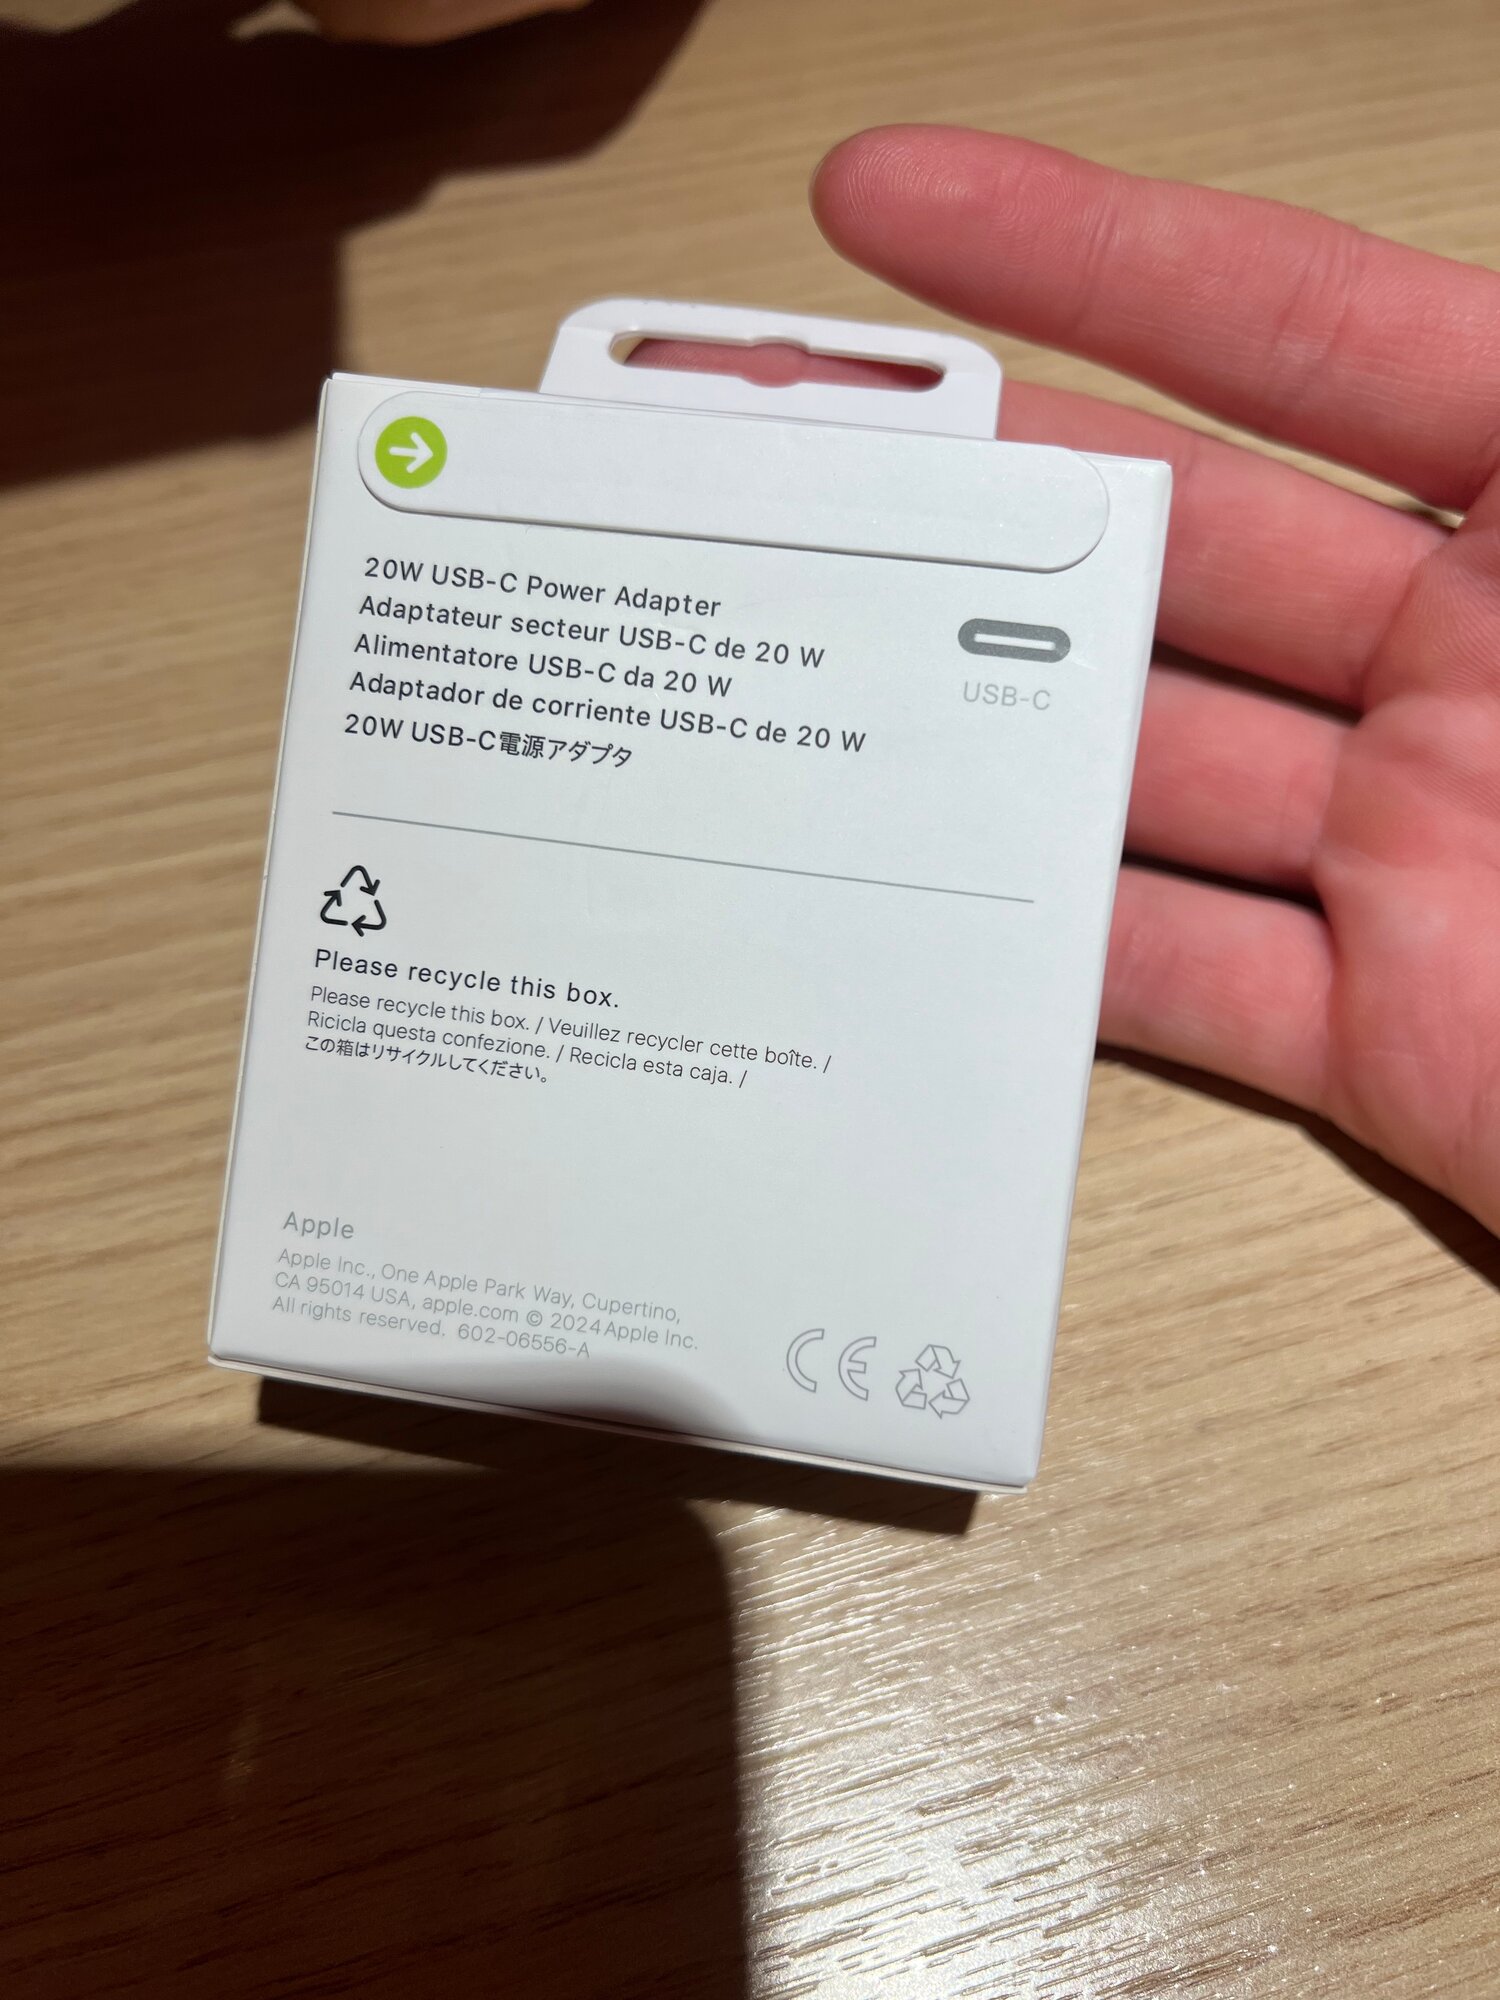 20W USB-C Power Adapter
Adaptateur secteur USB-C de 20 W
Alimentatore USB-C da 20 W
Adaptador de corriente USB-C de 20 W
20W USB-C電源アダプタ
USB-C
Please recycle this box.
Please recycle this box. / Veuillez recycler cette boîte. /
Ricicla questa confezione. / Recicla esta caja. /
この箱はリサイクルしてください。
Apple
Apple Inc., One Apple Park Way, Cupertino,
CA 95014 USA, apple.com © 2024 Apple Inc.
All rights reserved. 602-06556-A
CE